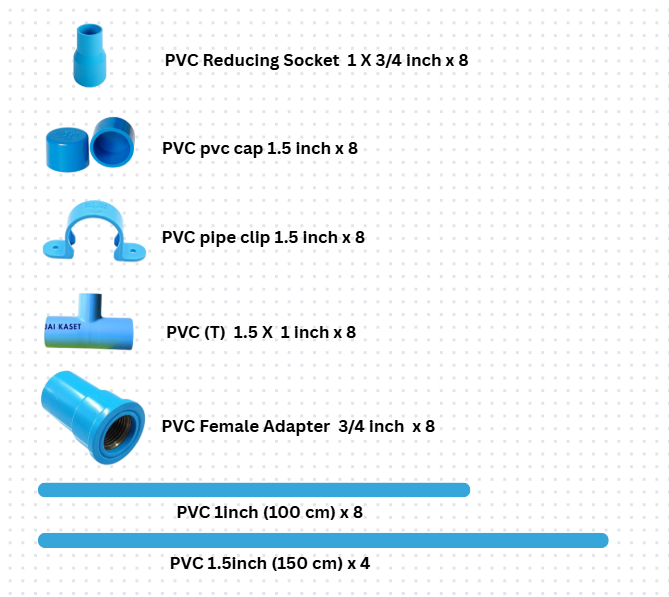 PVC Reducing Socket 1 X 3/4 inch x 8
PVC pvc cap 1.5 inch x 8
PVC pipe clip 1.5 inch x 8
JAI KASET
PVC (T) 1.5 X 1 inch x 8
PVC Female Adapter 3/4 inch x 8
PVC 1inch (100 cm) x 8
PVC 1.5inch (150 cm) x 4